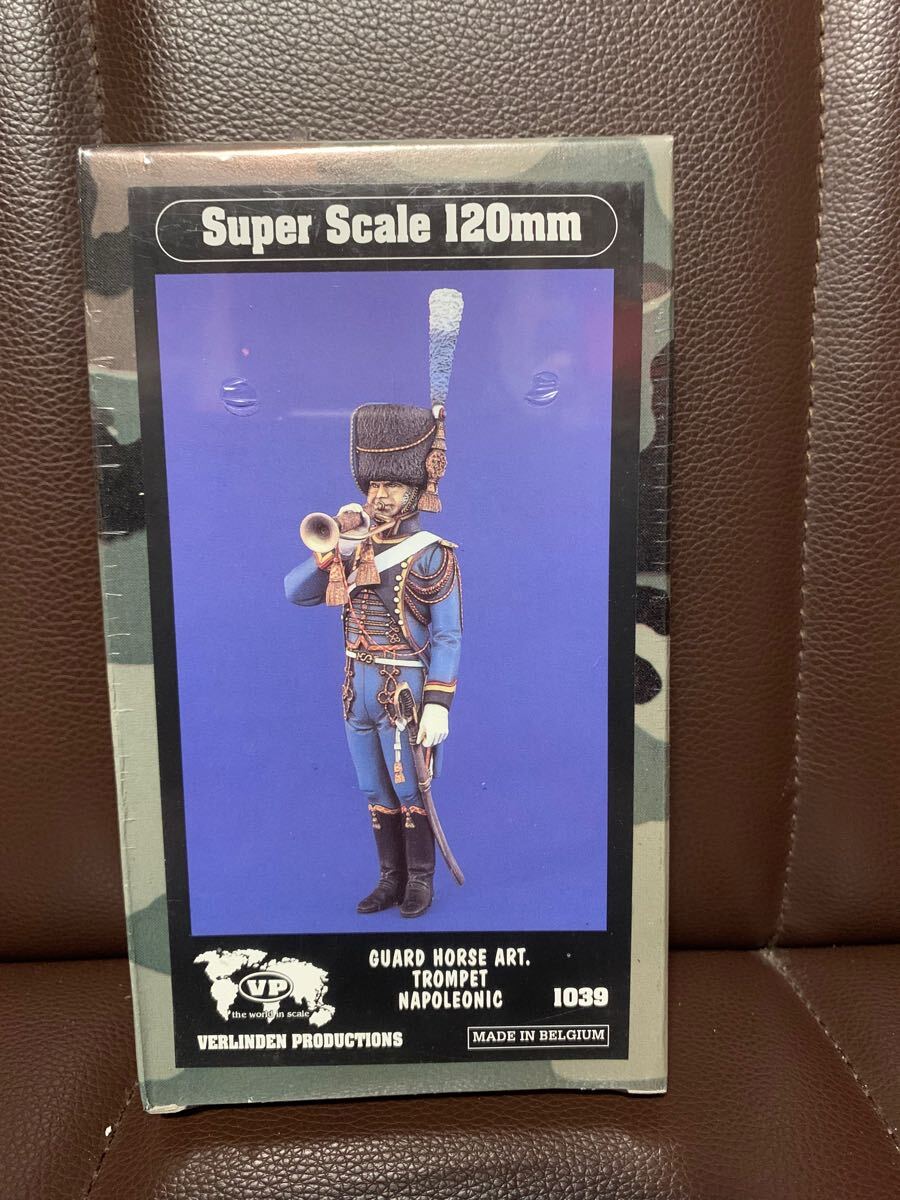 Super Scale 120mm
GUARD HORSE ART.
TROMPET
NAPOLEONIC
1039
VP
the world in scale
VERLINDEN PRODUCTIONS
MADE IN BELGIUM